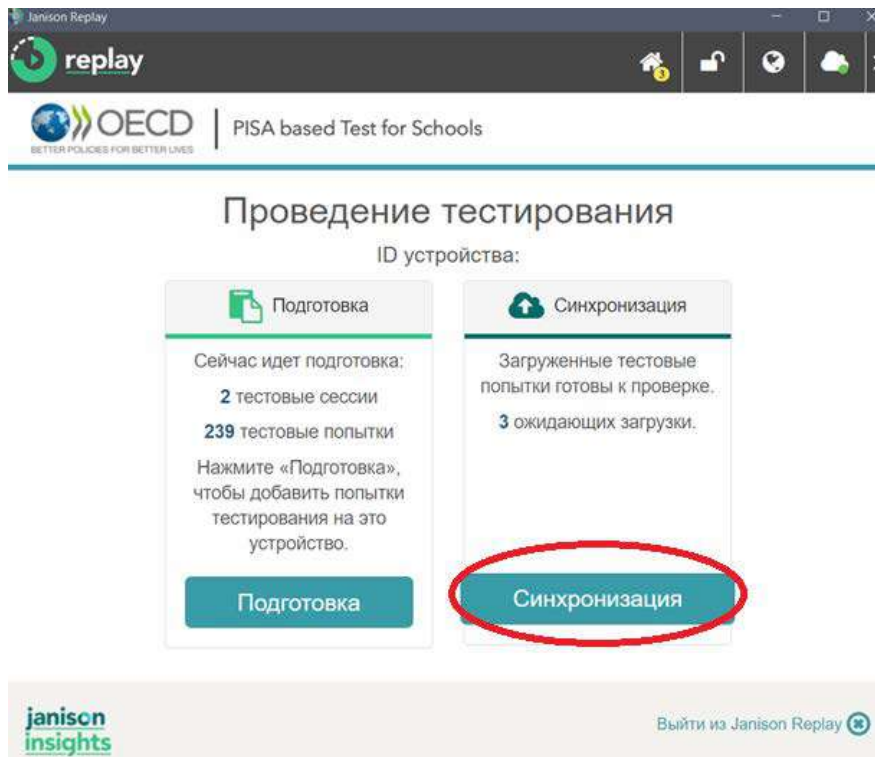 Janison Replay
replay
3
OECD
BETTER POLICIES FOR BETTER LIVES
PISA based Test for Schools
Проведение тестирования
ID устройства:
Подготовка
Сейчас идет подготовка:
2 тестовые сессии
239 тестовые попытки
Нажмите «Подготовка»,
чтобы добавить попытки
тестирования на это
устройство.
Подготовка
Синхронизация
Загруженные тестовые
попытки готовы к проверке.
3 ожидающих загрузки.
Синхронизация
janison
insights
Выйти из Janison Replay